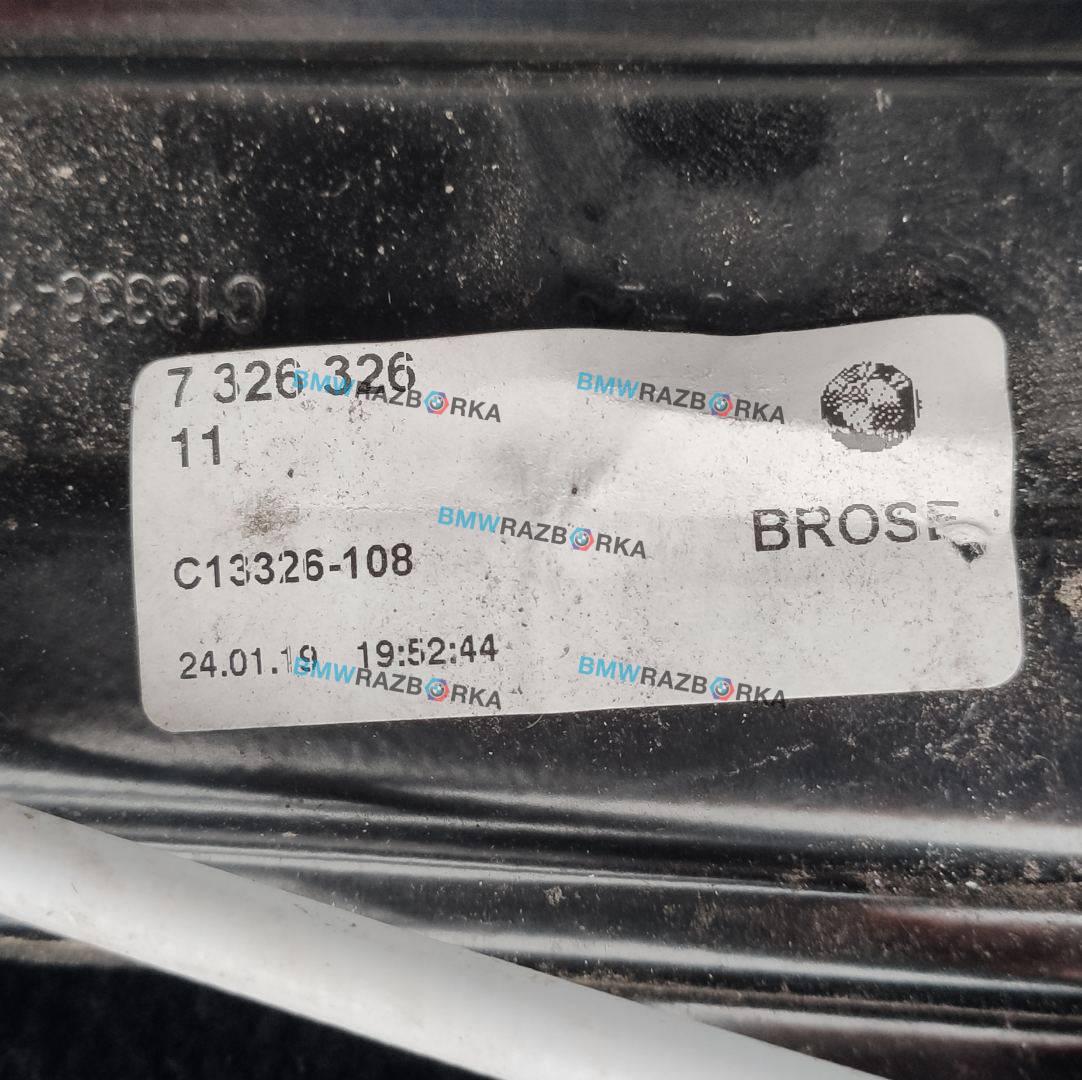 7 326 326
11
BROSE
C13326-108
24.01.19 19:52:44
BMWRAZBORKA
BMWRAZBORKA
BMWRAZBORKA
BMWRAZBORKA
BMWRAZBORKA